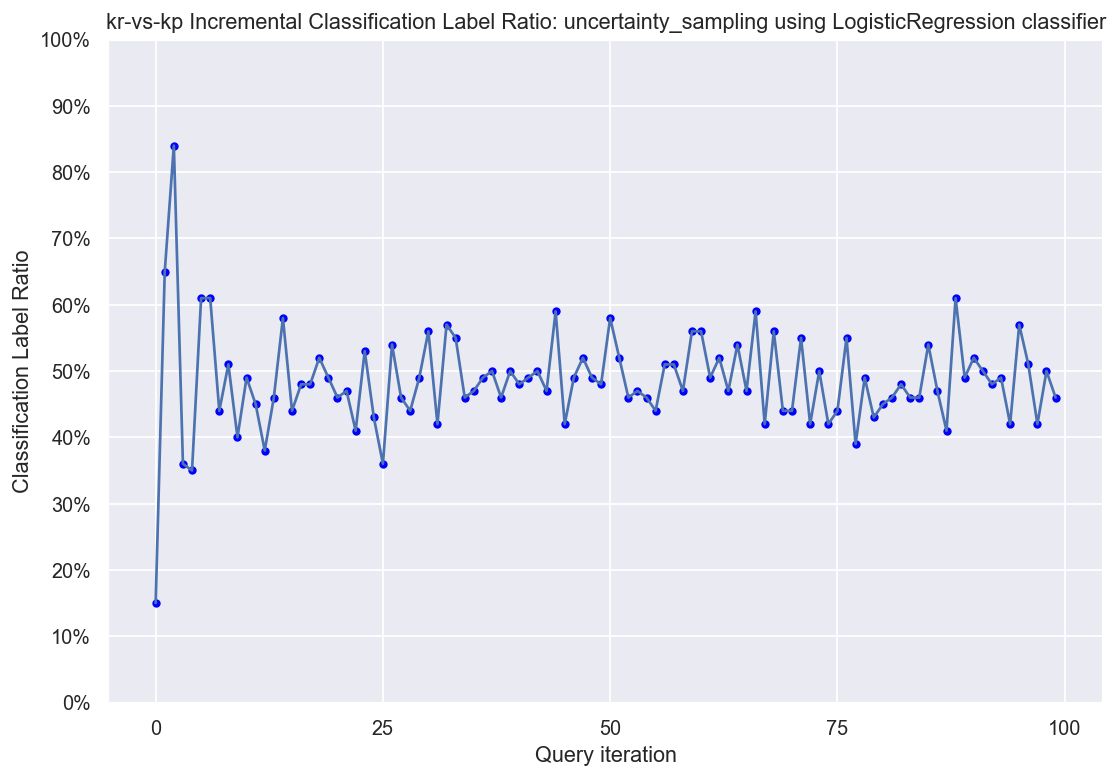 kr-vs-kp Incremental Classification Label Ratio: uncertainty_sampling using LogisticRegression classifier
100%
90%
80%
70%
60%
50%
40%
30%
20%
10%
0%
Classification Label Ratio
0 25 50 75 100
Query iteration